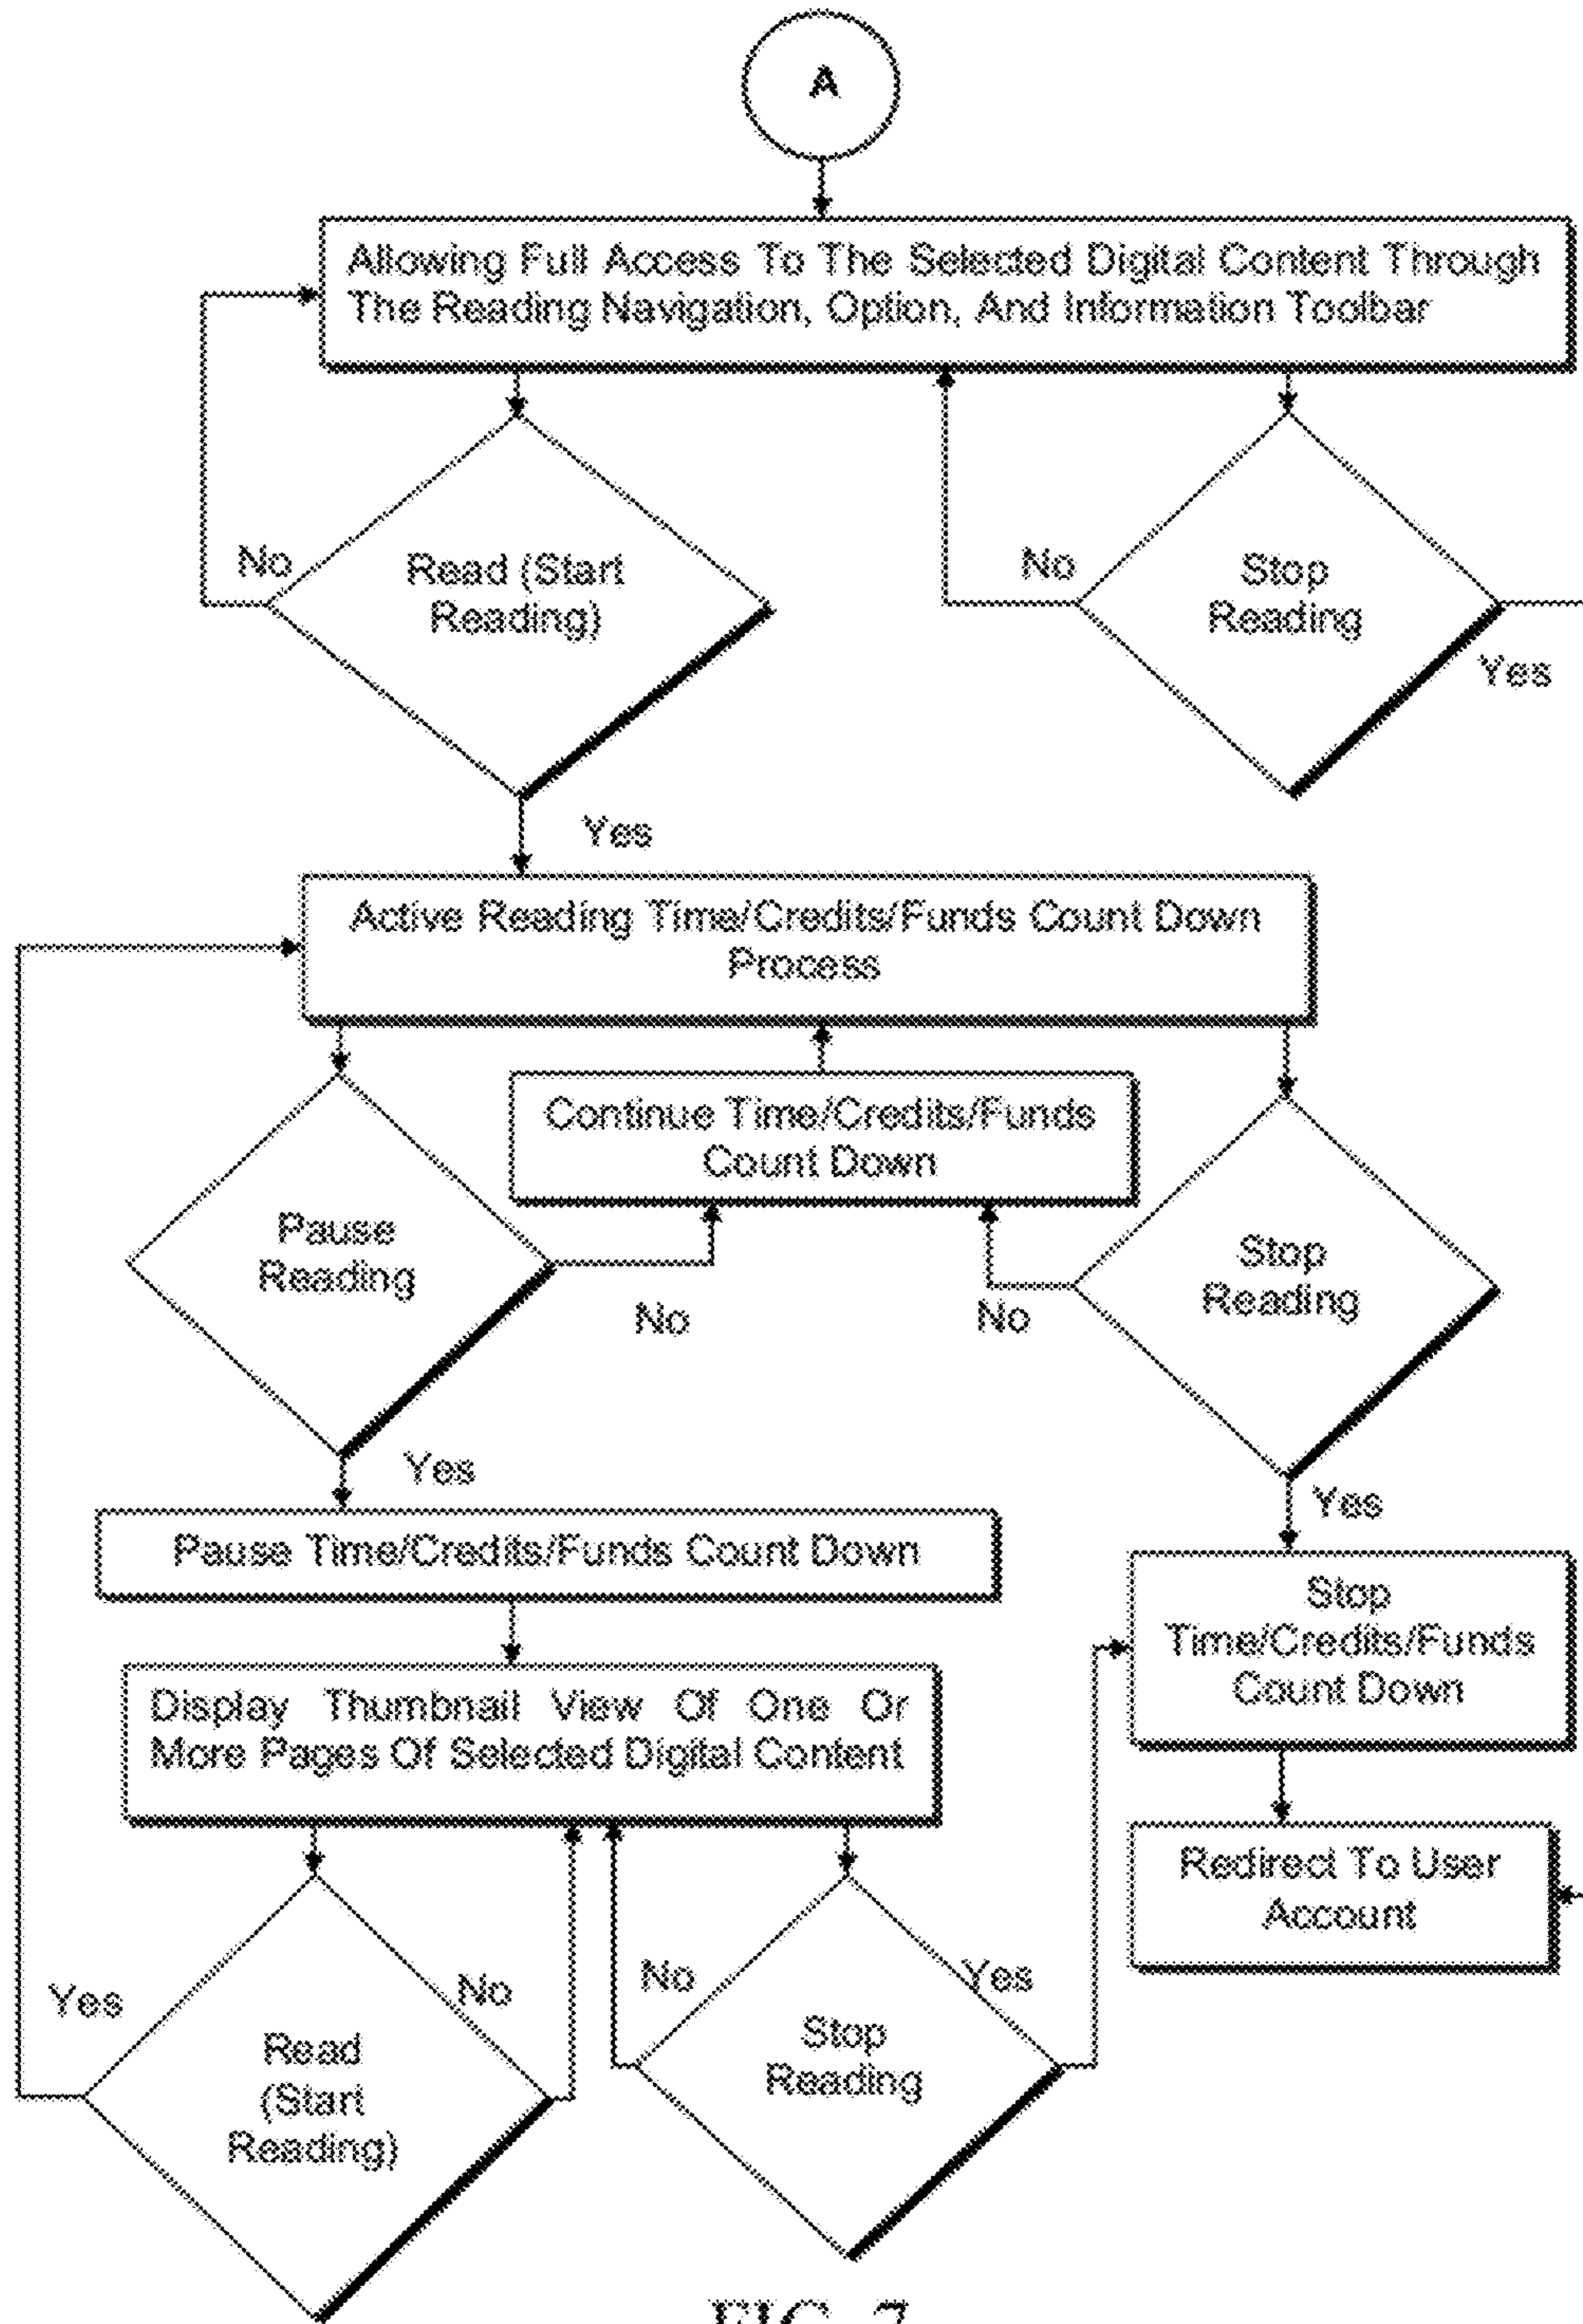 A
Allowing Full Access To The Selected Digital Content Through
The Reading Navigation, Option, And Information Toolbar
No
Read (Start
Reading)
No
Stop
Reading
Yes
Yes
Active Reading Time/Credits/Funds Count Down
Process
Continue Time/Credits/Funds
Count Down
Pause
Reading
No
No
Stop
Reading
Yes
Yes
Pause Time/Credits/Funds Count Down
Stop
Time/Credits/Funds
Count Down
Display Thumbnail View Of One Or
More Pages Of Selected Digital Content
Redirect To User
Account
Yes
No
Read
(Start
Reading)
No
Yes
Stop
Reading
FIG. 7